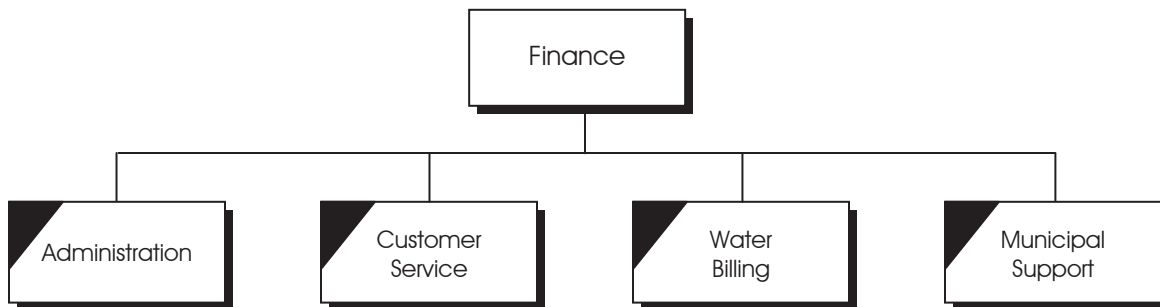 Finance
Administration
Customer
Service
Water
Billing
Municipal
Support